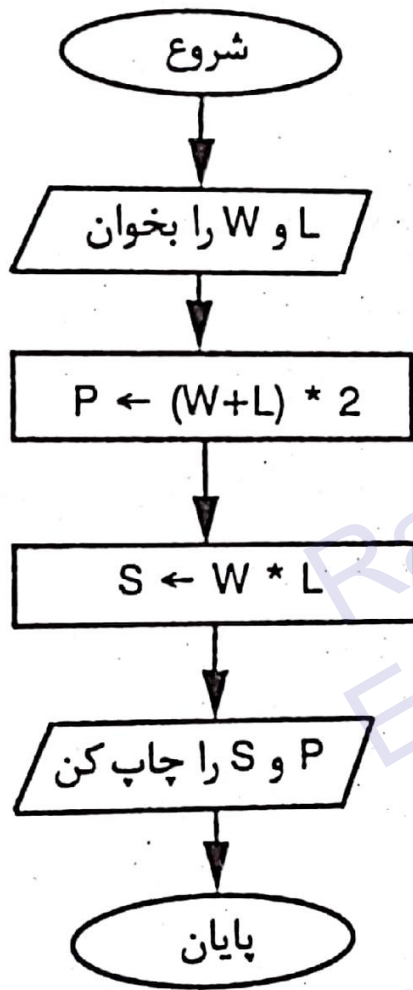 شروع
L و W را بخوان
P ← (W+L) * 2
S ← W * L
P و S را چاپ کن
پایان